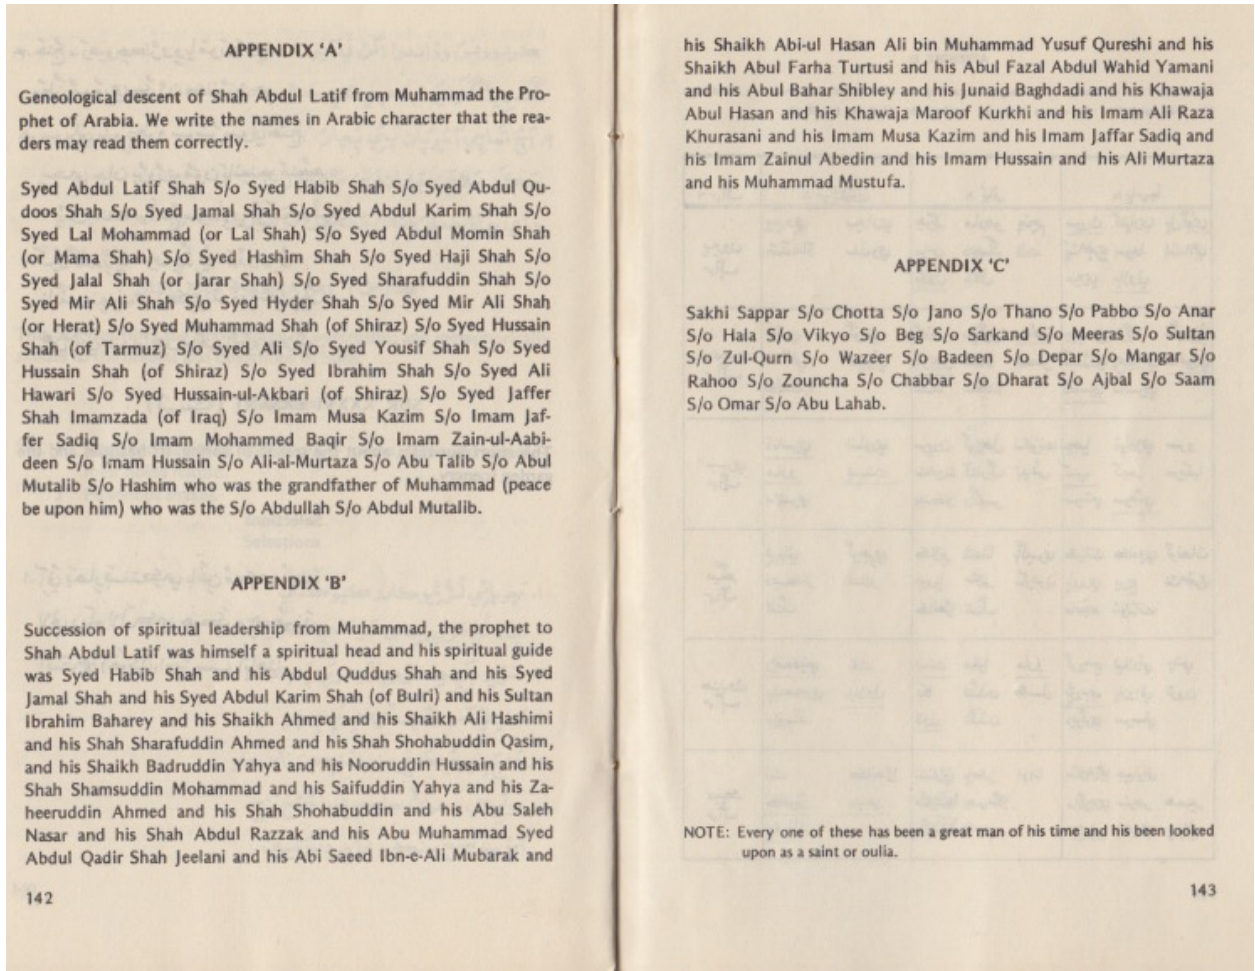 APPENDIX 'A'
Geneological descent of Shah Abdul Latif from Muhammad the Pro-
phet of Arabia. We write the names in Arabic character that the rea-
ders may read them correctly.
Syed Abdul Latif Shah S/o Syed Habib Shah S/o Syed Abdul Qu-
doos Shah S/o Syed Jamal Shah S/o Syed Abdul Karim Shah S/o
Syed Lal Mohammad (or Lal Shah) S/o Syed Abdul Momin Shah
(or Mama Shah) S/o Syed Hashim Shah S/o Syed Haji Shah S/o
Syed Jalal Shah (or Jarar Shah) S/o Syed Sharafuddin Shah S/o
Syed Mir Ali Shah S/o Syed Hyder Shah S/o Syed Mir Ali Shah
(or Herat) S/o Syed Muhammad Shah (of Shiraz) S/o Syed Hussain
Shah (of Tarmuz) S/o Syed Ali S/o Syed Yousif Shah S/o Syed
Hussain Shah (of Shiraz) S/o Syed Ibrahim Shah S/o Syed Ali
Hawari S/o Syed Hussain-ul-Akbari (of Shiraz) S/o Syed Jaffer
Shah Imamzada (of Iraq) S/o Imam Musa Kazim S/o Imam Jaf-
fer Sadiq S/o Imam Mohammed Baqir S/o Imam Zain-ul-Aabi-
deen S/o Imam Hussain S/o Ali-al-Murtaza S/o Abu Talib S/o Abul
Mutalib S/o Hashim who was the grandfather of Muhammad (peace
be upon him) who was the S/o Abdullah S/o Abdul Mutalib.
APPENDIX 'B'
Succession of spiritual leadership from Muhammad, the prophet to
Shah Abdul Latif was himself a spiritual head and his spiritual guide
was Syed Habib Shah and his Abdul Quddus Shah and his Syed
Jamal Shah and his Syed Abdul Karim Shah (of Bulri) and his Sultan
Ibrahim Baharey and his Shaikh Ahmed and his Shaikh Ali Hashimi
and his Shah Sharafuddin Ahmed and his Shah Shohabuddin Qasim,
and his Shaikh Badruddin Yahya and his Nooruddin Hussain and his
Shah Shamsuddin Mohammad and his Saifuddin Yahya and his Za-
heeruddin Ahmed and his Shah Shohabuddin and his Abu Saleh
Nasar and his Shah Abdul Razzak and his Abu Muhammad Syed
Abdul Qadir Shah Jeelani and his Abi Saeed Ibn-e-Ali Mubarak and
142
his Shaikh Abi-ul Hasan Ali bin Muhammad Yusuf Qureshi and his
Shaikh Abul Farha Turtusi and his Abul Fazal Abdul Wahid Yamani
and his Abul Bahar Shibley and his Junaid Baghdadi and his Khawaja
Abul Hasan and his Khawaja Maroof Kurkhi and his Imam Ali Raza
Khurasani and his Imam Musa Kazim and his Imam Jaffar Sadiq and
his Imam Zainul Abedin and his Imam Hussain and his Ali Murtaza
and his Muhammad Mustufa.
APPENDIX 'C'
Sakhi Sappar S/o Chotta S/o Jano S/o Thano S/o Pabbo S/o Anar
S/o Hala S/o Vikyo S/o Beg S/o Sarkand S/o Meeras S/o Sultan
S/o Zul-Qurn S/o Wazeer S/o Badeen S/o Depar S/o Mangar S/o
Rahoo S/o Zouncha S/o Chabbar S/o Dharat S/o Ajbal S/o Saam
S/o Omar S/o Abu Lahab.
NOTE: Every one of these has been a great man of his time and his been looked
upon as a saint or oulia.
143